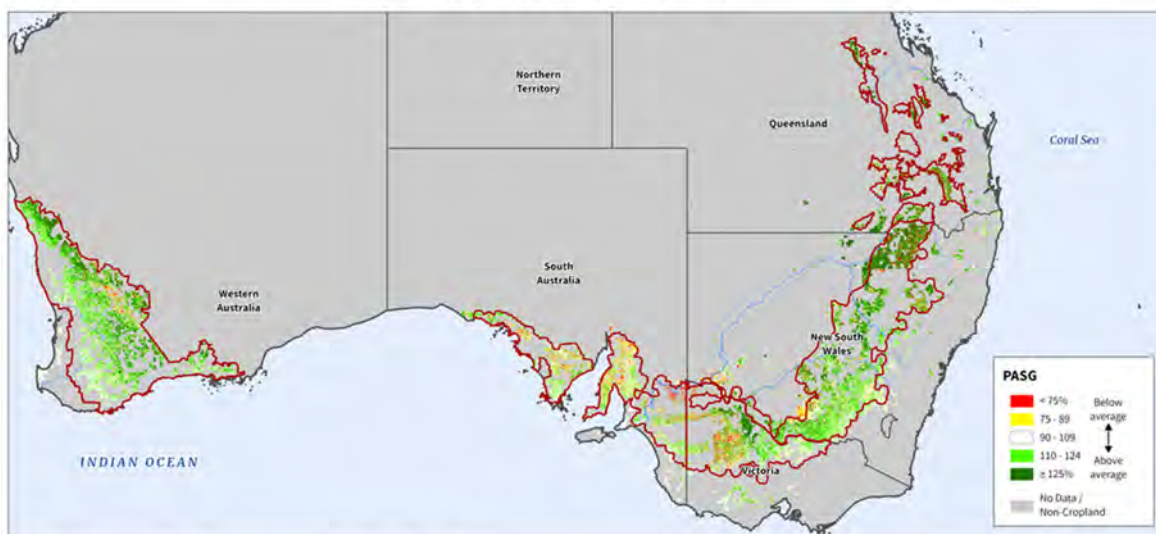 Northern
Territory
Queensland
Coral Sea
South
Australia
Western
Australia
New South
Wales
Victoria
INDIAN OCEAN
PASG
< 75%
75 - 89
90 - 109
110 - 124
≥ 125%
No Data /
Non-Cropland
Below
average
Above
average